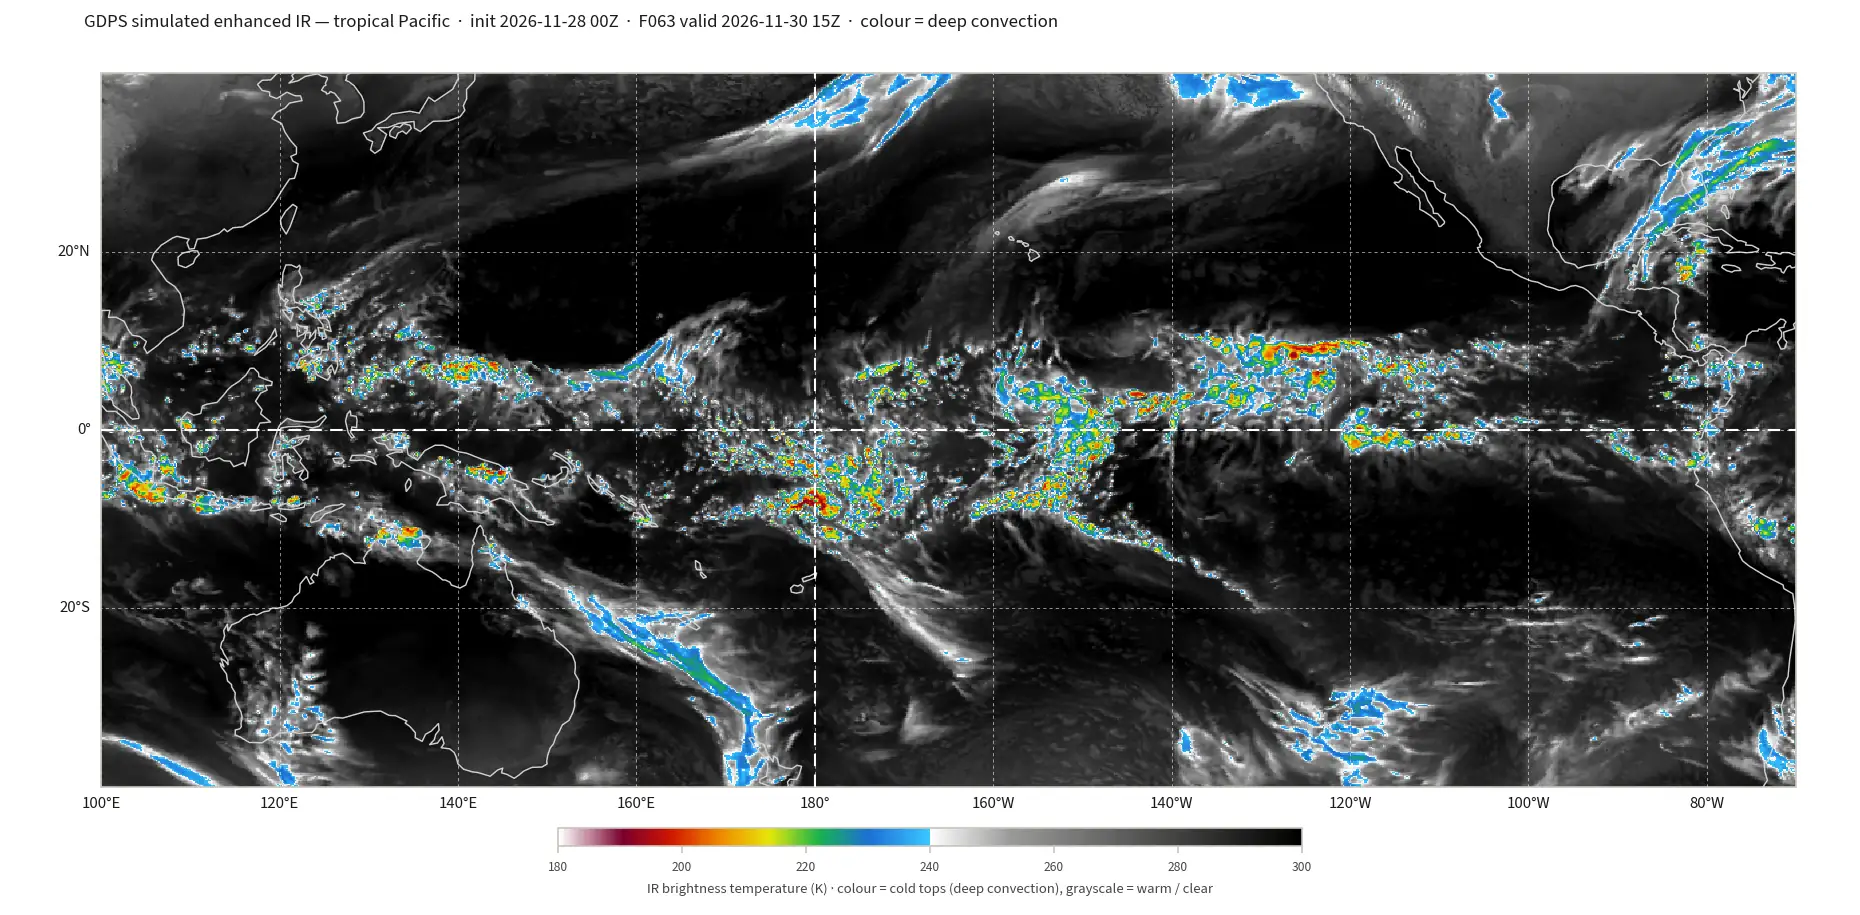 GDPS simulated enhanced IR — tropical Pacific · init 2026-11-28 00Z · F063 valid 2026-11-30 15Z · colour = deep convection
20°N
0°
20°S
100°E 120°E 140°E 160°E 180° 160°W 140°W 120°W 100°W 80°W
180 200 220 240 260 280 300
IR brightness temperature (K) · colour = cold tops (deep convection), grayscale = warm / clear